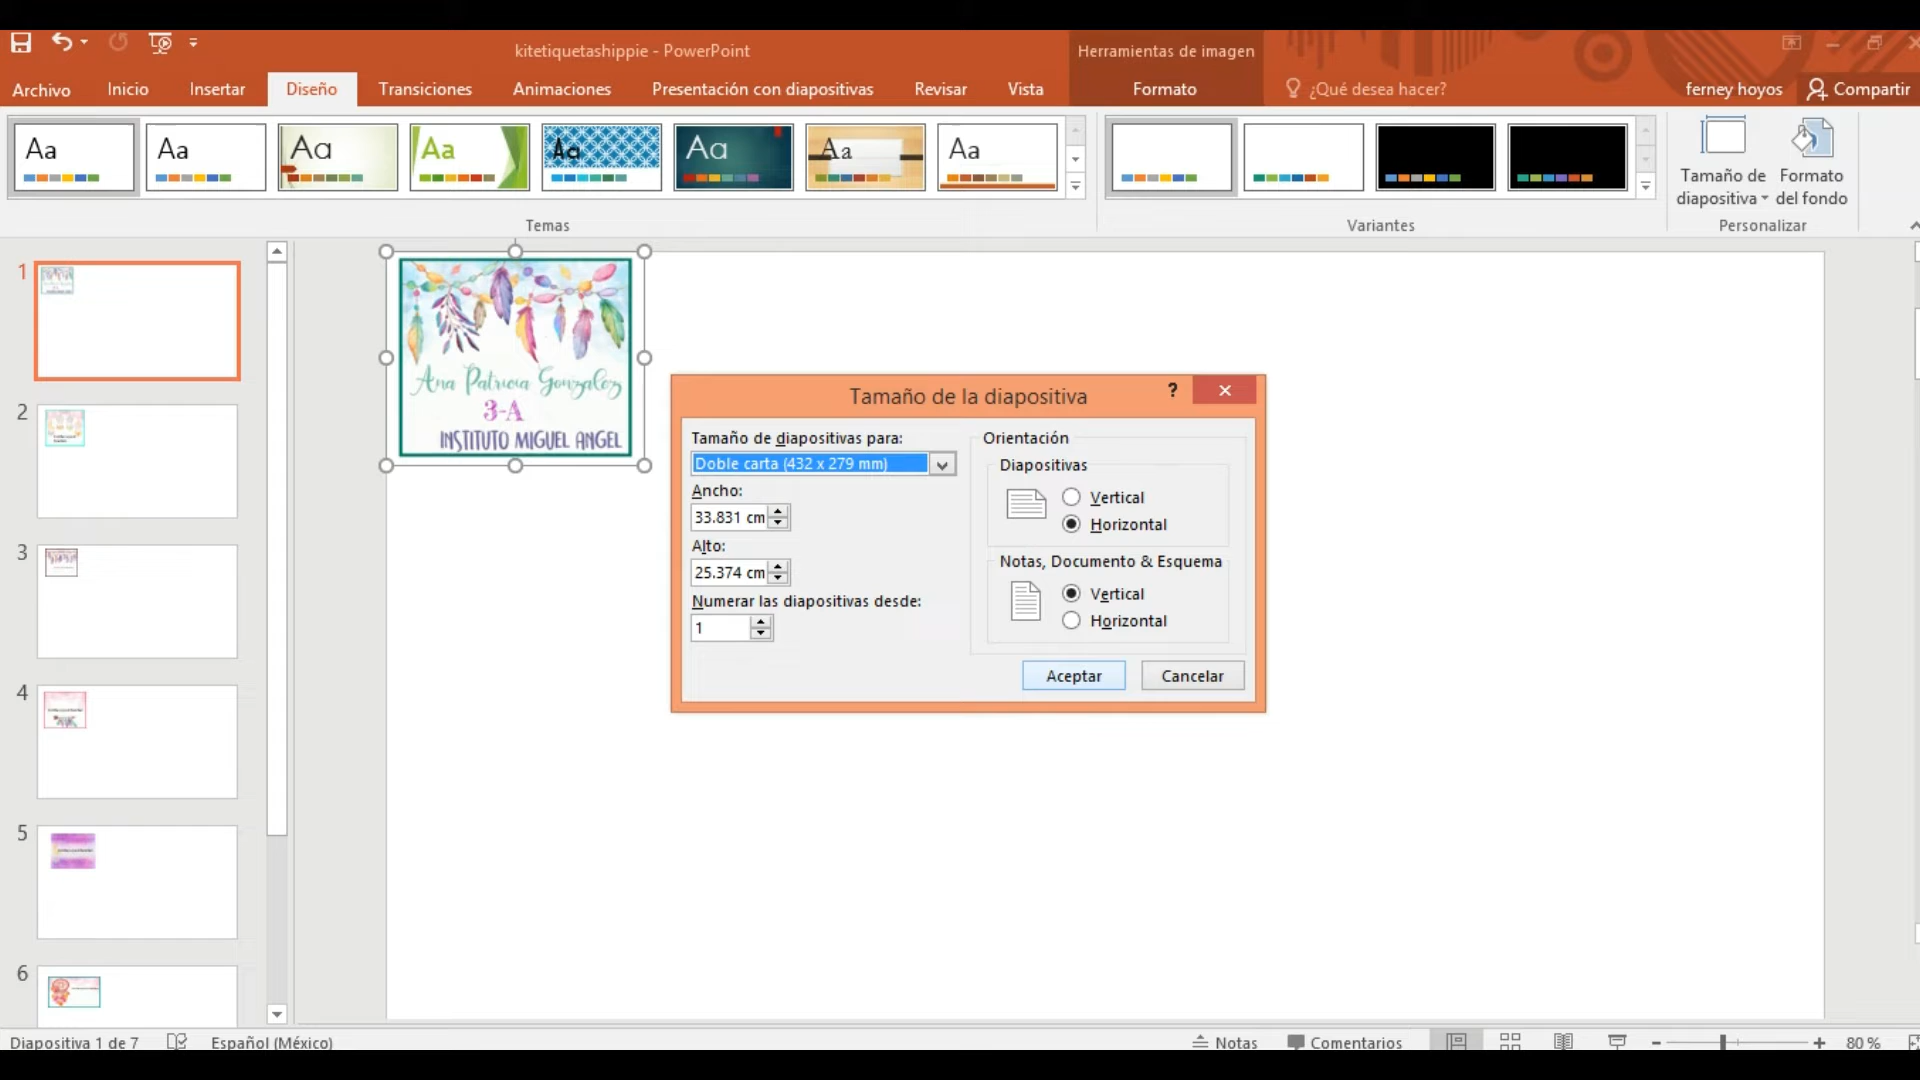 kitetiquetashippie - PowerPoint
Herramientas de imagen
Archivo Inicio Insertar Diseño Transiciones Animaciones Presentación con diapositivas Revisar Vista Formato ¿Qué desea hacer? ferney hoyos Compartir
Aa Aa Aa Aa Aa Aa Aa Aa
Tamaño de diapositiva
Formato del fondo
Temas Variantes Personalizar
1
2
3
4
5
6
Ana Patricia Gonzalez
3-A
INSTITUTO MIGUEL ANGEL
Tamaño de la diapositiva ?
Tamaño de diapositivas para:
Doble carta (432 x 279 mm)
Ancho:
33.831 cm
Alto:
25.374 cm
Numerar las diapositivas desde:
1
Orientación
Diapositivas
Vertical
Horizontal
Notas, Documento & Esquema
Vertical
Horizontal
Aceptar Cancelar
Diapositiva 1 de 7 Español (México) Notas Comentarios 80 %